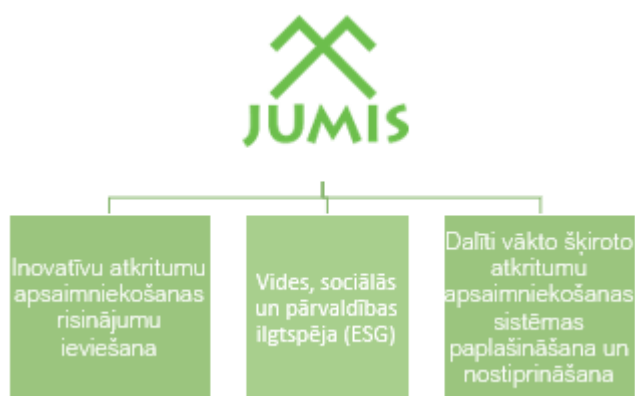 JUMIS
Inovatīvu atkritumu
apsaimniekošanas
risinājumu
ieviešana
Vides, sociālās
un pārvaldības
ilgtspēja (ESG)
Dalīti vākto šķiroto
atkritumu
apsaimniekošanas
sistēmas
paplašināšana un
nostiprināšana